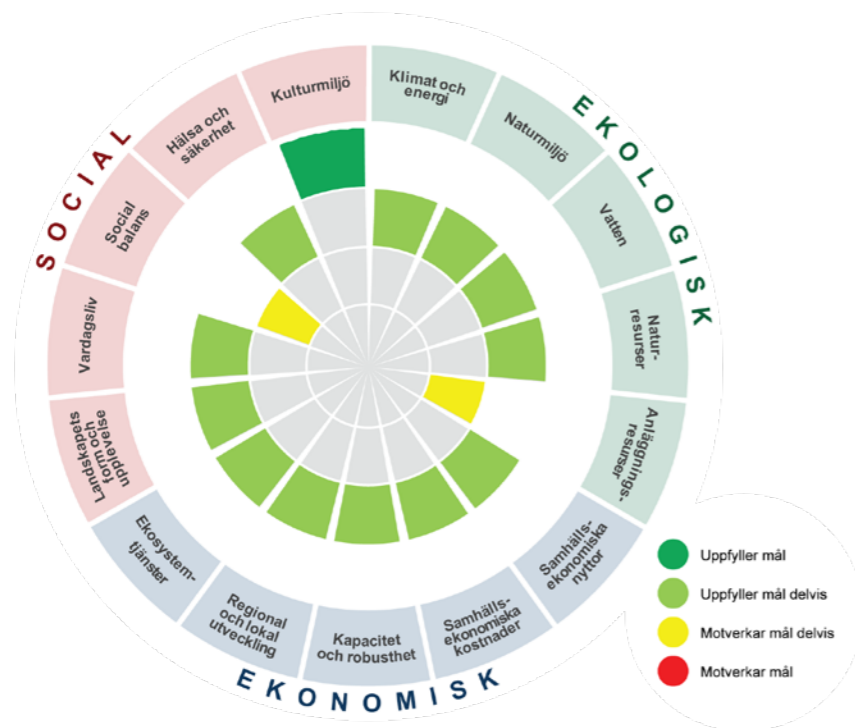 SOCIAL
EKOLOGISK
EKONOMISK
Klimat och
energi
Naturmiljö
Vatten
Natur-
resurser
Anläggnings-
resurser
Samhälls-
ekonomiska
nyttor
Samhälls-
ekonomiska
kostnader
Kapacitet
och robusthet
Regional
och lokal
utveckling
Ekosystem-
tjänster
Landskapets
form och
upplevelse
Vardagsliv
Social
balans
Hälsa och
säkerhet
Kulturmiljö
Uppfyller mål
Uppfyller mål delvis
Motverkar mål delvis
Motverkar mål